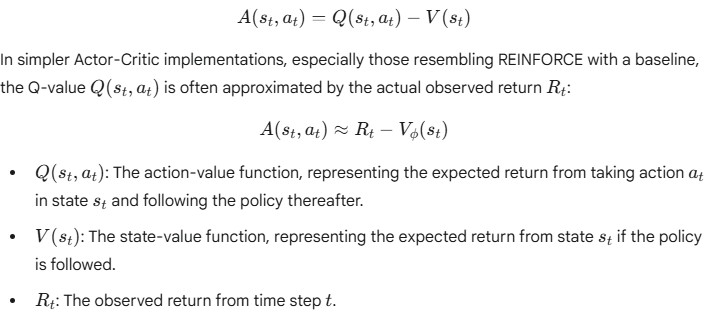 A(s_t, a_t) = Q(s_t, a_t) − V(s_t)
In simpler Actor-Critic implementations, especially those resembling REINFORCE with a baseline,
the Q-value Q(s_t, a_t) is often approximated by the actual observed return R_t:
A(s_t, a_t) ≈ R_t − V_ϕ(s_t)
• Q(s_t, a_t): The action-value function, representing the expected return from taking action a_t
in state s_t and following the policy thereafter.
• V(s_t): The state-value function, representing the expected return from state s_t if the policy
is followed.
• R_t: The observed return from time step t.